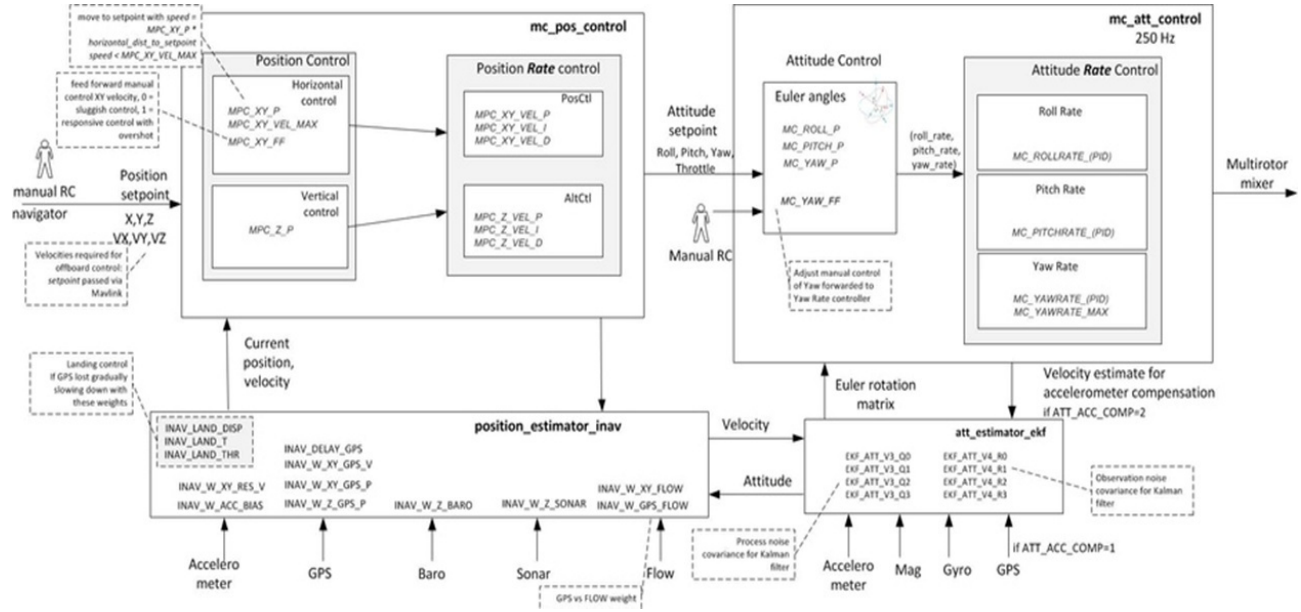 move to setpoint with speed =
MPC_XY_P *
horizontal_dist_to_setpoint
speed < MPC_XY_VEL_MAX
feed forward manual
control XY velocity, 0 =
sluggish control, 1 =
responsive control with
overshot
manual RC
navigator
Position
setpoint
X,Y,Z
VX,VY,VZ
Velocities required for
offboard control:
setpoint passed via
Mavlink
mc_pos_control
Position Control
Horizontal
control
MPC_XY_P
MPC_XY_VEL_MAX
MPC_XY_FF
Vertical
control
MPC_Z_P
Position Rate control
PosCtl
MPC_XY_VEL_P
MPC_XY_VEL_I
MPC_XY_VEL_D
AltCtl
MPC_Z_VEL_P
MPC_Z_VEL_I
MPC_Z_VEL_D
Attitude
setpoint
Roll, Pitch, Yaw,
Throttle
Manual RC
mc_att_control
250 Hz
Attitude Control
Euler angles
MC_ROLL_P
MC_PITCH_P
MC_YAW_P
MC_YAW_FF
Adjust manual control
of Yaw forwarded to
Yaw Rate controller
(roll_rate,
pitch_rate,
yaw_rate)
Attitude Rate Control
Roll Rate
MC_ROLLRATE_(PID)
Pitch Rate
MC_PITCHRATE_(PID)
Yaw Rate
MC_YAWRATE_(PID)
MC_YAWRATE_MAX
Multirotor
mixer
Current
position,
velocity
Landing control
If GPS lost gradually
slowing down with
these weights
Euler rotation
matrix
Velocity estimate for
accelerometer compensation
if ATT_ACC_COMP=2
position_estimator_inav
INAV_LAND_DISP
INAV_LAND_T
INAV_LAND_THR
INAV_W_XY_RES_V
INAV_W_ACC_BIAS
INAV_DELAY_GPS
INAV_W_XY_GPS_V
INAV_W_XY_GPS_P
INAV_W_Z_GPS_P
INAV_W_Z_BARO
INAV_W_Z_SONAR
INAV_W_XY_FLOW
INAV_W_GPS_FLOW
Velocity
Attitude
att_estimator_ekf
EKF_ATT_V3_Q0
EKF_ATT_V3_Q1
EKF_ATT_V3_Q2
EKF_ATT_V3_Q3
EKF_ATT_V4_R0
EKF_ATT_V4_R1
EKF_ATT_V4_R2
EKF_ATT_V4_R3
Observation noise
covariance for Kalman
filter
Process noise
covariance for Kalman
filter
Accelero
meter
GPS
Baro
Sonar
Flow
GPS vs FLOW weight
Accelero
meter
Mag
Gyro
GPS
if ATT_ACC_COMP=1